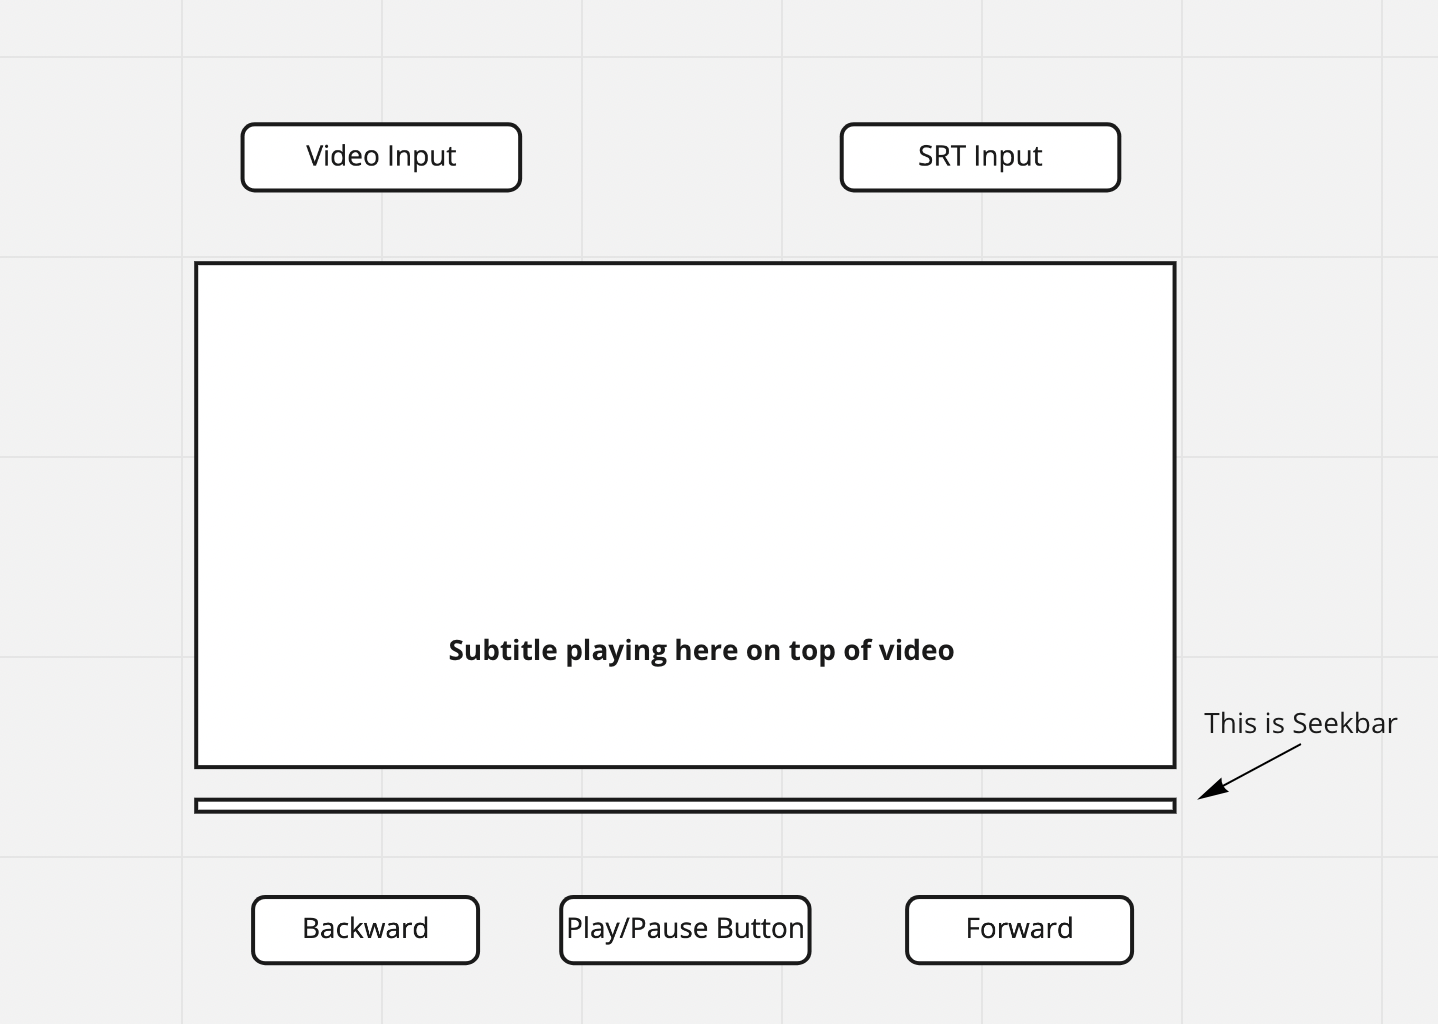 Video Input
SRT Input
Subtitle playing here on top of video
This is Seekbar
Backward
Play/Pause Button
Forward